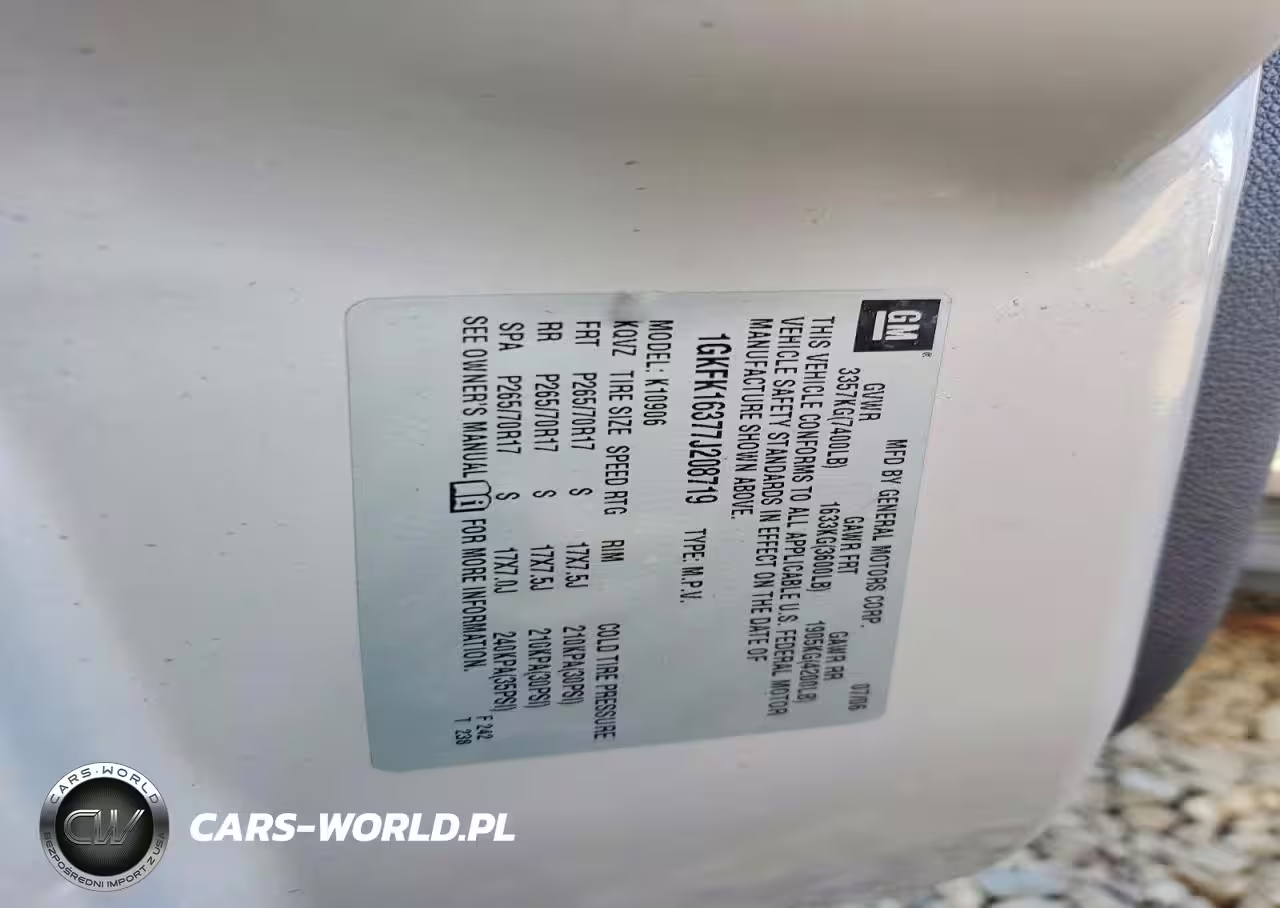 GM®
MFD BY GENERAL MOTORS CORP. 07/06
GVWR GAWR FRT GAWR RR
3357KG(7400LB) 1633KG(3600LB) 1905KG(4200LB)
THIS VEHICLE CONFORMS TO ALL APPLICABLE U.S. FEDERAL MOTOR
VEHICLE SAFETY STANDARDS IN EFFECT ON THE DATE OF
MANUFACTURE SHOWN ABOVE.
1GKFK16377J208719 TYPE: M.P.V.
MODEL: K10906
KQVZ TIRE SIZE SPEED RTG RIM COLD TIRE PRESSURE
FRT P265/70R17 S 17X7.5J 210KPA(30PSI)
RR P265/70R17 S 17X7.5J 210KPA(30PSI)
SPA P265/70R17 S 17X7.0J 240KPA(35PSI)
SEE OWNER'S MANUAL FOR MORE INFORMATION.
F 242
T 238
CARS-WORLD
CW
BEZPOŚREDNI IMPORT Z USA
CARS-WORLD.PL